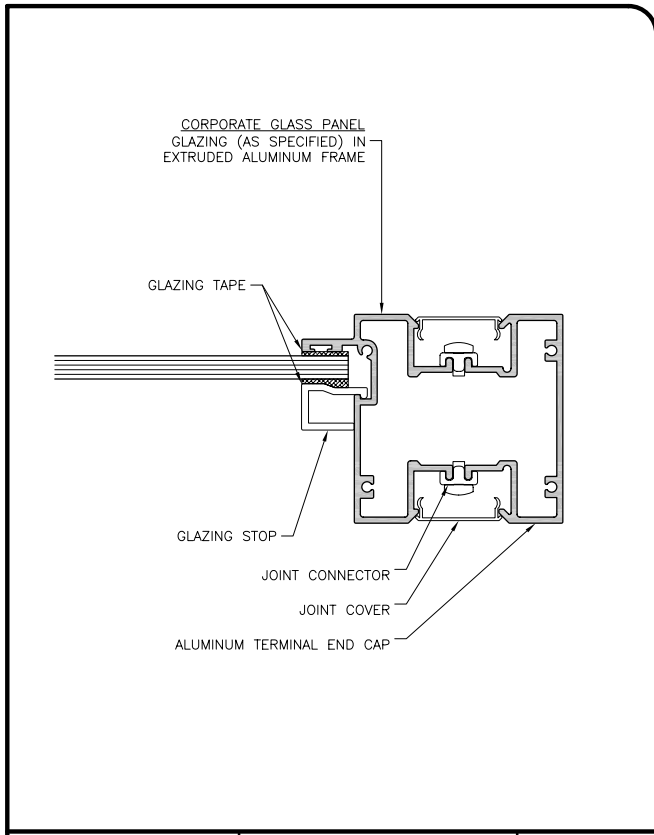 CORPORATE GLASS PANEL
GLAZING (AS SPECIFIED) IN
EXTRUDED ALUMINUM FRAME
GLAZING TAPE
GLAZING STOP
JOINT CONNECTOR
JOINT COVER
ALUMINUM TERMINAL END CAP